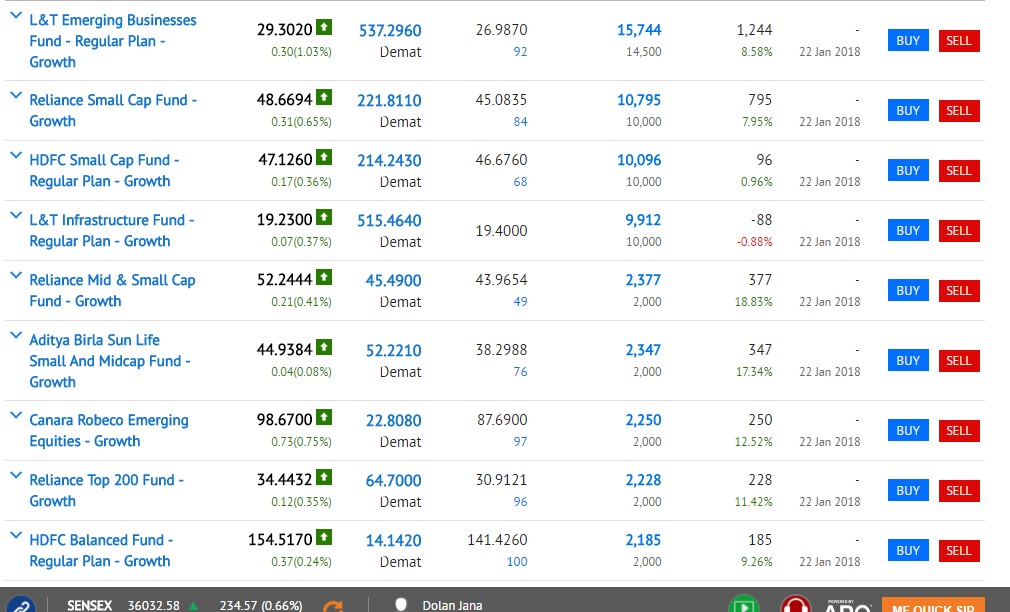 L&T Emerging Businesses
Fund - Regular Plan -
Growth
29.3020
0.30(1.03%)
537.2960
Demat
26.9870
92
15,744
14,500
1,244
8.58%
-
22 Jan 2018
BUY
SELL
Reliance Small Cap Fund -
Growth
48.6694
0.31(0.65%)
221.8110
Demat
45.0835
84
10,795
10,000
795
7.95%
-
22 Jan 2018
BUY
SELL
HDFC Small Cap Fund -
Regular Plan - Growth
47.1260
0.17(0.36%)
214.2430
Demat
46.6760
68
10,096
10,000
96
0.96%
-
22 Jan 2018
BUY
SELL
L&T Infrastructure Fund -
Regular Plan - Growth
19.2300
0.07(0.37%)
515.4640
Demat
19.4000
9,912
10,000
-88
-0.88%
-
22 Jan 2018
BUY
SELL
Reliance Mid & Small Cap
Fund - Growth
52.2444
0.21(0.41%)
45.4900
Demat
43.9654
49
2,377
2,000
377
18.83%
-
22 Jan 2018
BUY
SELL
Aditya Birla Sun Life
Small And Midcap Fund -
Growth
44.9384
0.04(0.08%)
52.2210
Demat
38.2988
76
2,347
2,000
347
17.34%
-
22 Jan 2018
BUY
SELL
Canara Robeco Emerging
Equities - Growth
98.6700
0.73(0.75%)
22.8080
Demat
87.6900
97
2,250
2,000
250
12.52%
-
22 Jan 2018
BUY
SELL
Reliance Top 200 Fund -
Growth
34.4432
0.12(0.35%)
64.7000
Demat
30.9121
96
2,228
2,000
228
11.42%
-
22 Jan 2018
BUY
SELL
HDFC Balanced Fund -
Regular Plan - Growth
154.5170
0.37(0.24%)
14.1420
Demat
141.4260
100
2,185
2,000
185
9.26%
-
22 Jan 2018
BUY
SELL
SENSEX 36032.58 234.57 (0.66%)
Dolan Jana
POWERED BY
ARQ
MF QUICK SIP